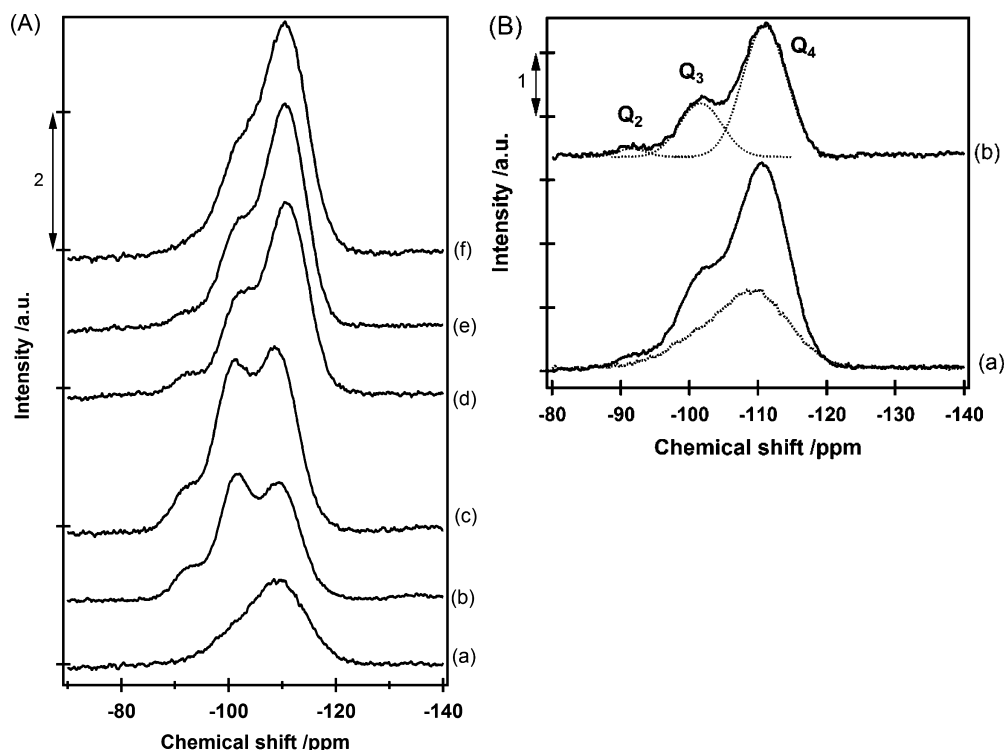 (A)
2
Intensity /a.u.
(f)
(e)
(d)
(c)
(b)
(a)
-80 -100 -120 -140
Chemical shift /ppm
(B)
1
Q2
Q3
Q4
Intensity /a.u.
(b)
(a)
-80 -90 -100 -110 -120 -130 -140
Chemical shift /ppm